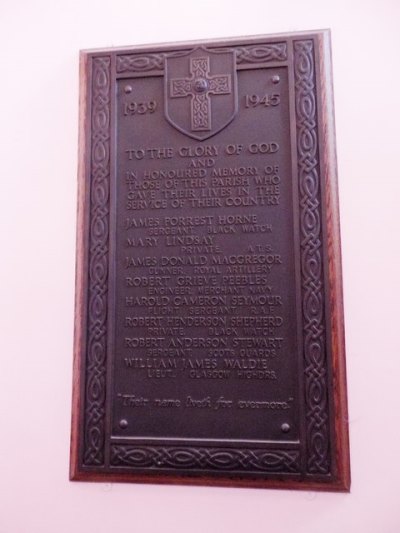 1939 1945
TO THE GLORY OF GOD
AND
IN HONOURED MEMORY OF
THOSE OF THIS PARISH WHO
GAVE THEIR LIVES IN THE
SERVICE OF THEIR COUNTRY
JAMES FORREST HORNE
SERGEANT BLACK WATCH
MARY LINDSAY
PRIVATE A.T.S.
JAMES DONALD MACGREGOR
GUNNER ROYAL ARTILLERY
ROBERT GRIEVE PEEBLES
ENGINEER MERCHANT NAVY
HAROLD CAMERON SEYMOUR
FLIGHT SERGEANT R.A.F.
ROBERT HENDERSON SHEPHERD
PRIVATE BLACK WATCH
ROBERT ANDERSON STEWART
SERGEANT SCOTS GUARDS
WILLIAM JAMES WALDIE
LIEUT. GLASGOW HIGHDRS.
"Their name liveth for evermore."